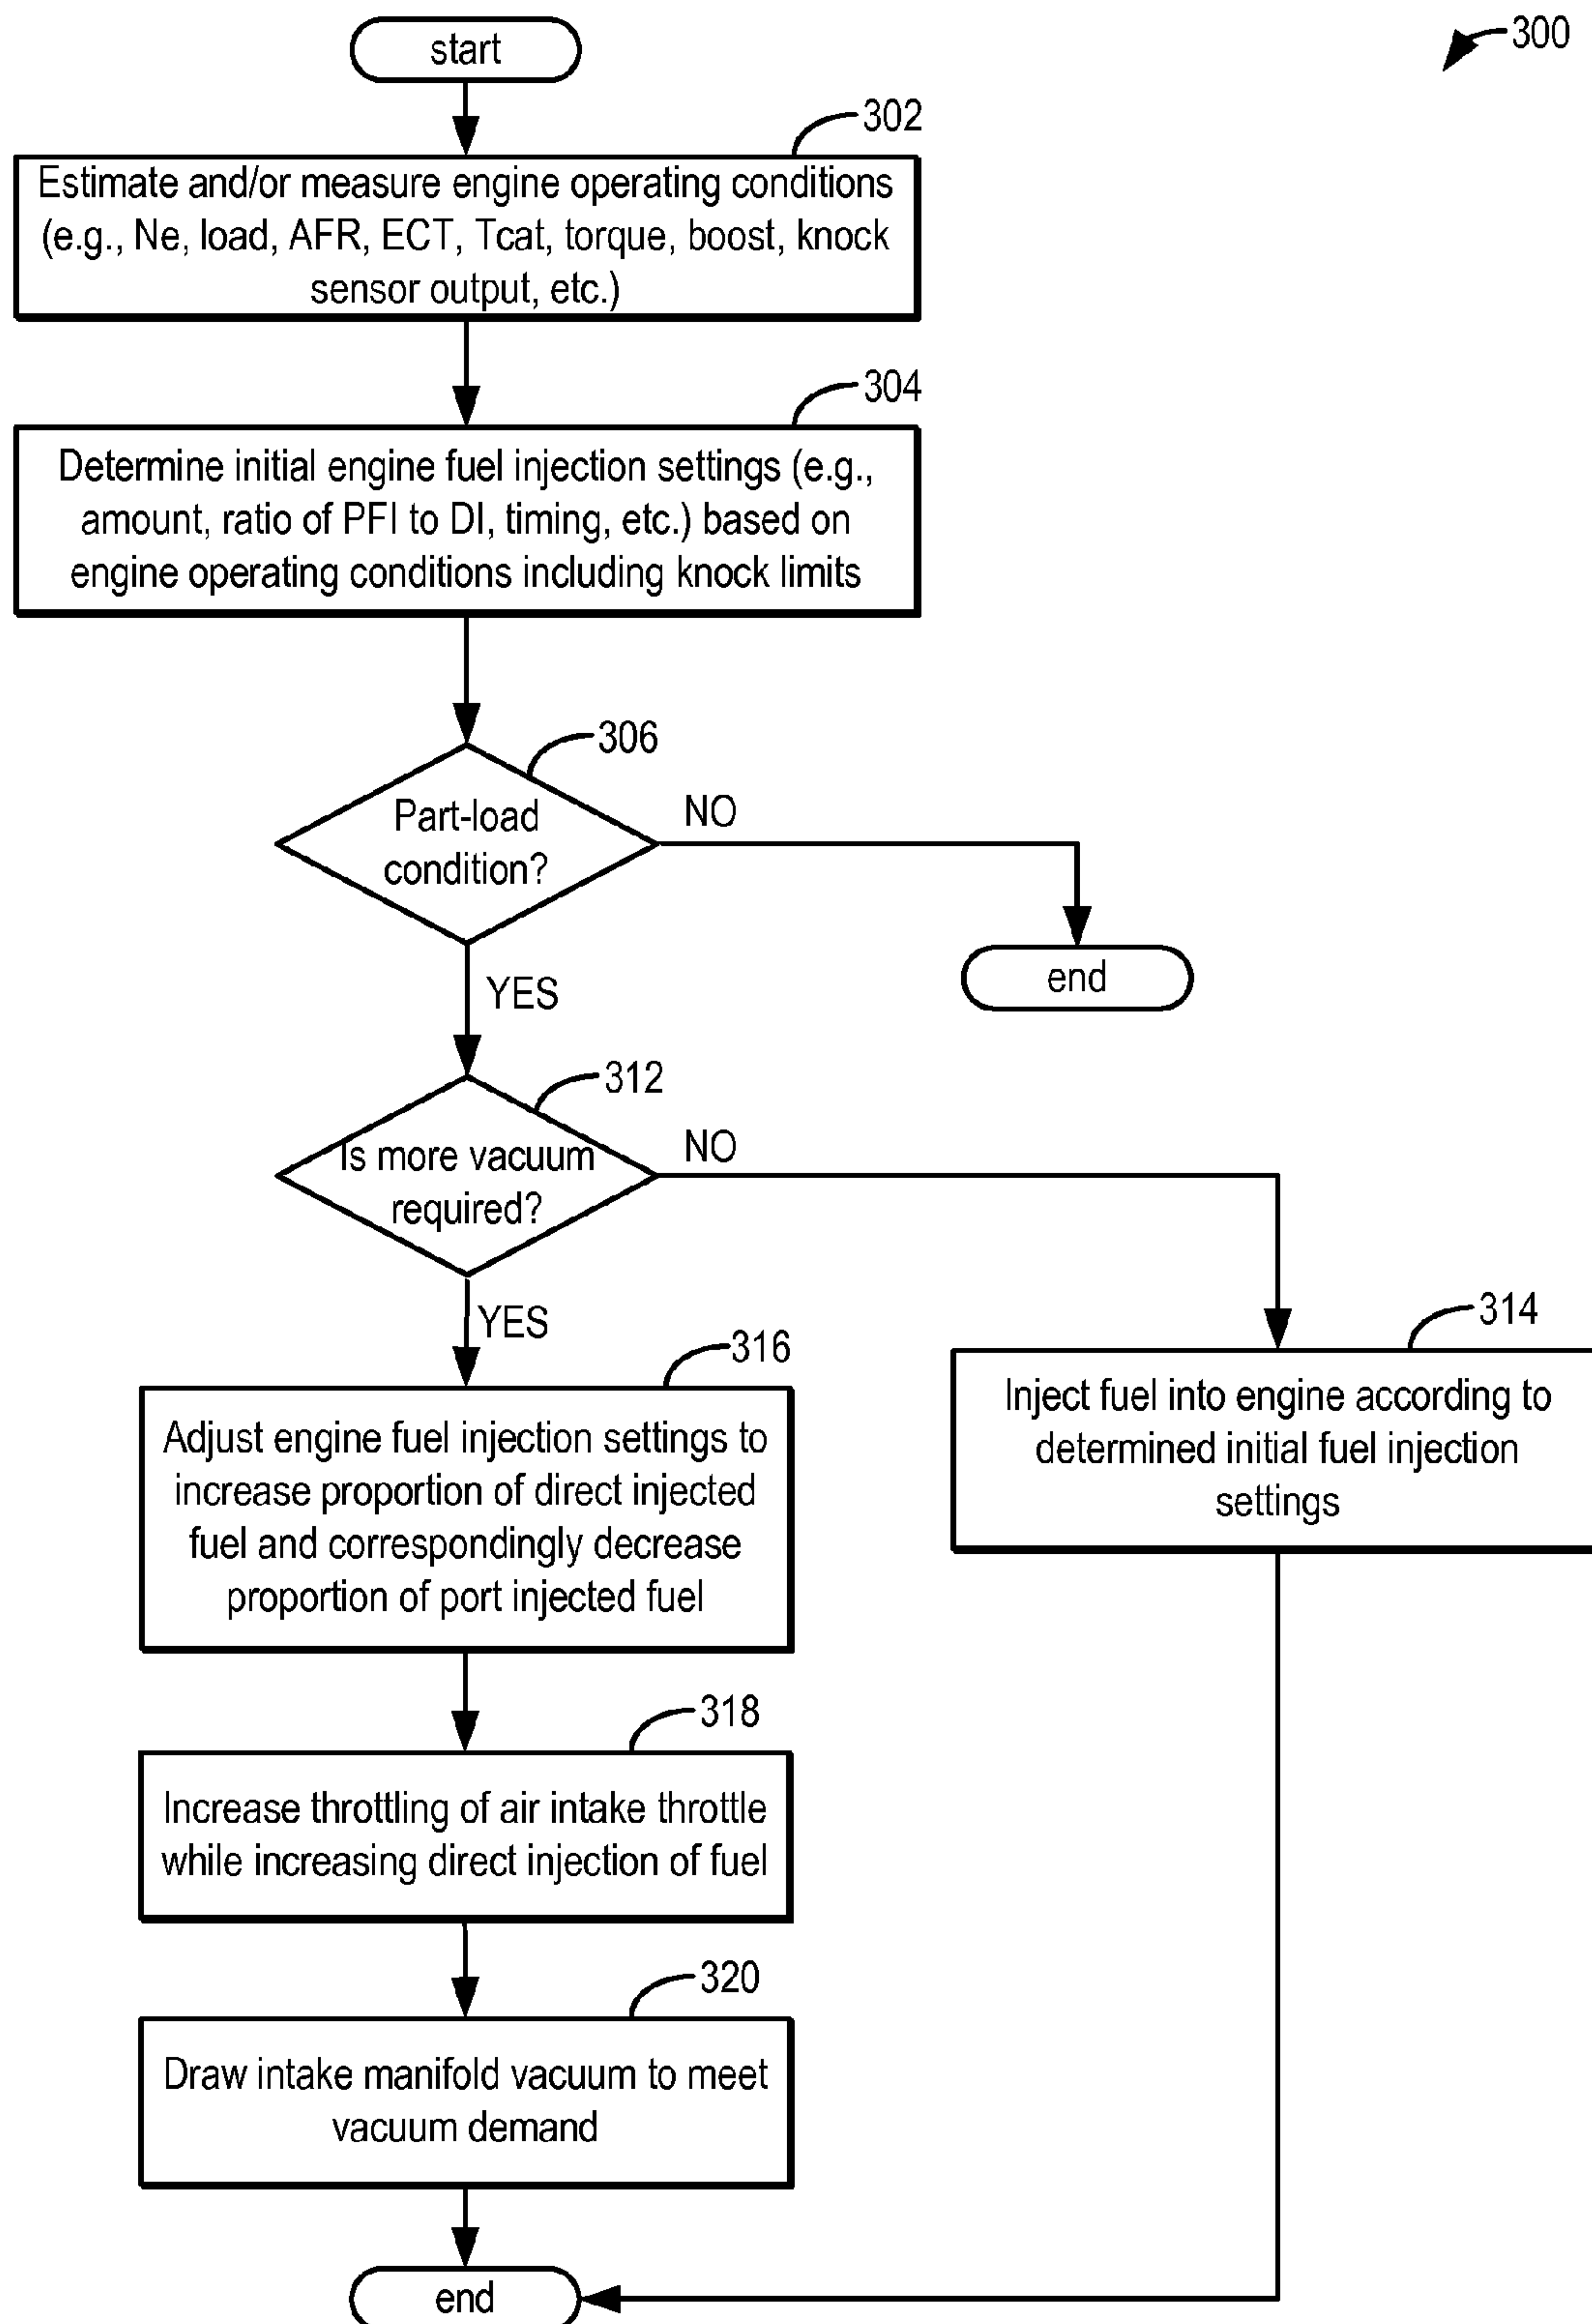 start
300
302
Estimate and/or measure engine operating conditions
(e.g., Ne, load, AFR, ECT, Tcat, torque, boost, knock
sensor output, etc.)
304
Determine initial engine fuel injection settings (e.g.,
amount, ratio of PFI to DI, timing, etc.) based on
engine operating conditions including knock limits
306
Part-load
condition?
NO
end
YES
312
Is more vacuum
required?
NO
YES
314
Inject fuel into engine according to
determined initial fuel injection
settings
316
Adjust engine fuel injection settings to
increase proportion of direct injected
fuel and correspondingly decrease
proportion of port injected fuel
318
Increase throttling of air intake throttle
while increasing direct injection of fuel
320
Draw intake manifold vacuum to meet
vacuum demand
end